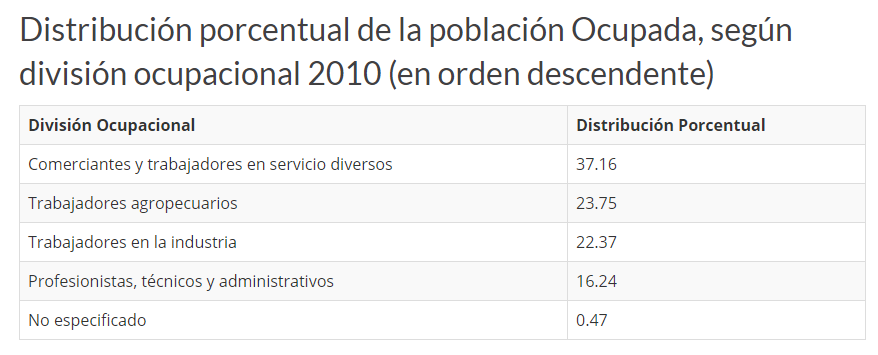 Distribución porcentual de la población Ocupada, según
división ocupacional 2010 (en orden descendente)
División Ocupacional Distribución Porcentual
Comerciantes y trabajadores en servicio diversos 37.16
Trabajadores agropecuarios 23.75
Trabajadores en la industria 22.37
Profesionistas, técnicos y administrativos 16.24
No especificado 0.47